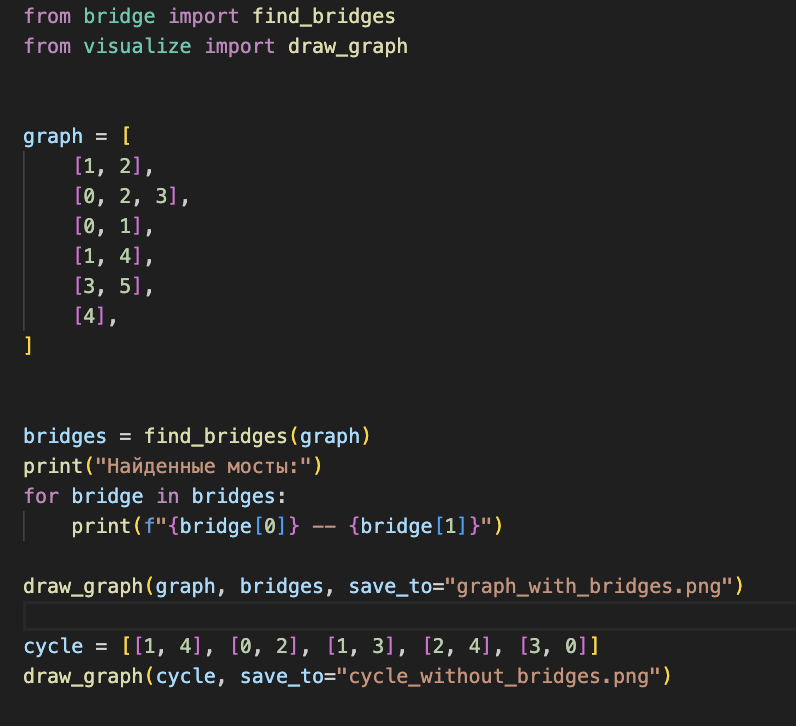 from bridge import find_bridges
from visualize import draw_graph
graph = [
    [1, 2],
    [0, 2, 3],
    [0, 1],
    [1, 4],
    [3, 5],
    [4],
]
bridges = find_bridges(graph)
print("Найденные мосты:")
for bridge in bridges:
    print(f"{bridge[0]} -- {bridge[1]}")
draw_graph(graph, bridges, save_to="graph_with_bridges.png")
cycle = [[1, 4], [0, 2], [1, 3], [2, 4], [3, 0]]
draw_graph(cycle, save_to="cycle_without_bridges.png")